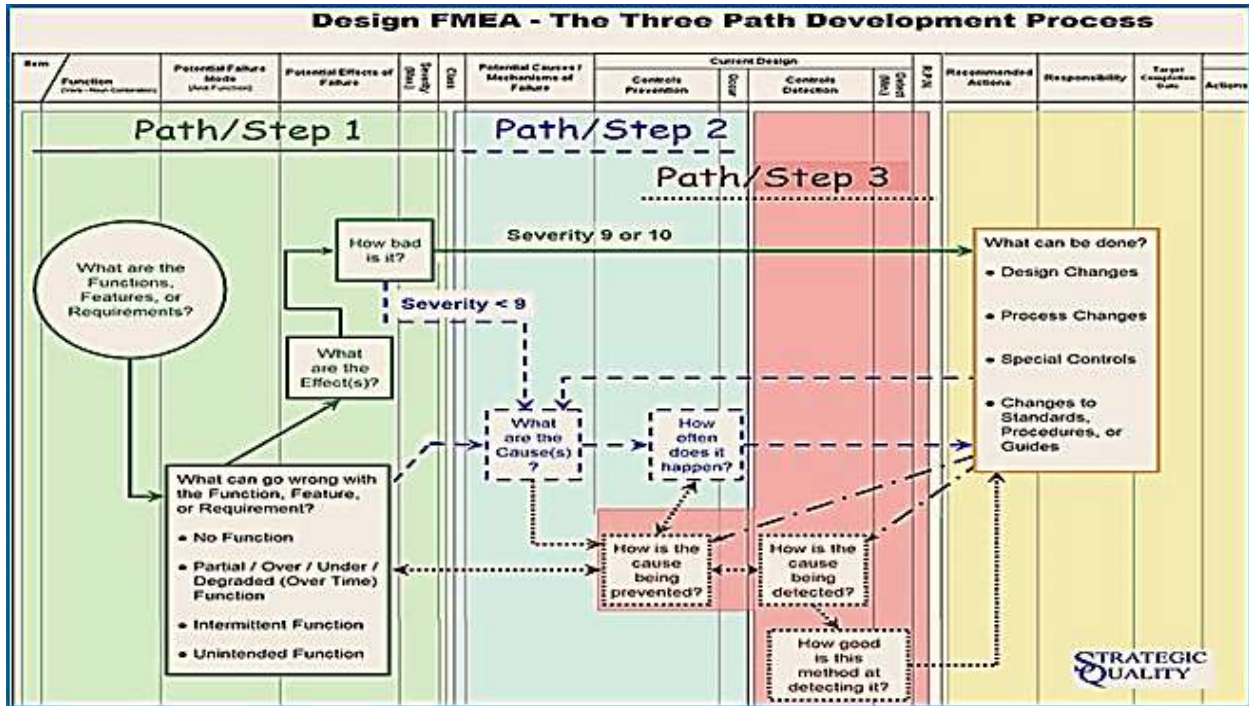 Design FMEA - The Three Path Development Process
Item
Function
(Verb - Noun Combination)
Potential Failure
Mode
(Anti Function)
Potential Effects of
Failure
Severity
(Max)
Class
Potential Causes /
Mechanisms of
Failure
Current Design
Controls
Prevention
Occur
Controls
Detection
Detect
(Min)
R.P.N.
Recommended
Actions
Responsibility
Target
Completion
Date
Actions
Path/Step 1
Path/Step 2
Path/Step 3
What are the
Functions,
Features, or
Requirements?
How bad
is it?
Severity 9 or 10
Severity < 9
What
are the
Effect(s)?
What can go wrong with
the Function, Feature,
or Requirement?
• No Function
• Partial / Over / Under /
Degraded (Over Time)
Function
• Intermittent Function
• Unintended Function
What
are the
Cause(s)
?
How
often
does it
happen?
How is the
cause
being
prevented?
How is the
cause
being
detected?
How good
is this
method at
detecting it?
What can be done?
• Design Changes
• Process Changes
• Special Controls
• Changes to
Standards,
Procedures, or
Guides
STRATEGIC
QUALITY